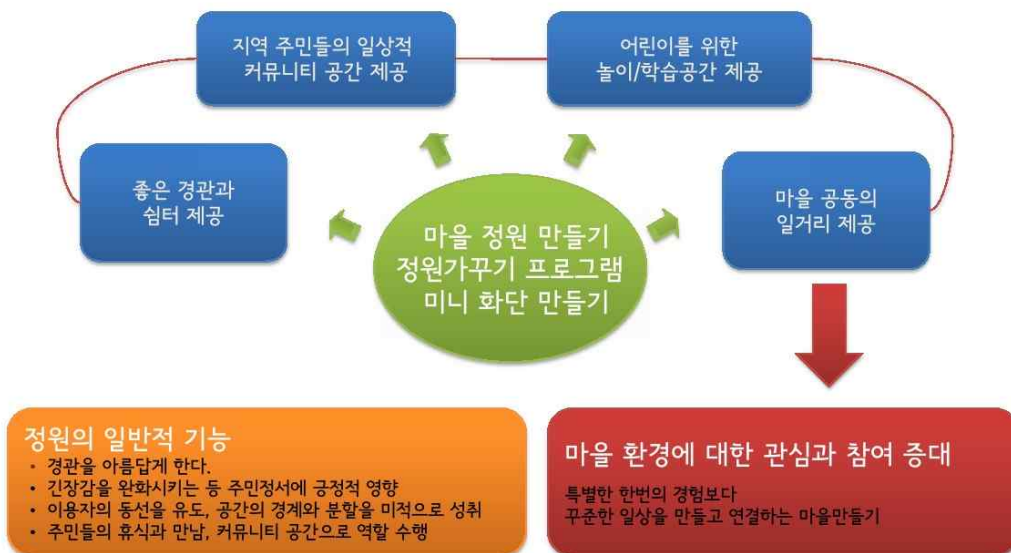 지역 주민들의 일상적
커뮤니티 공간 제공
어린이를 위한
놀이/학습공간 제공
좋은 경관과
쉼터 제공
마을 공동의
일거리 제공
마을 정원 만들기
정원가꾸기 프로그램
미니 화단 만들기
정원의 일반적 기능
• 경관을 아름답게 한다.
• 긴장감을 완화시키는 등 주민정서에 긍정적 영향
• 이용자의 동선을 유도, 공간의 경계와 분할을 미적으로 성취
• 주민들의 휴식과 만남, 커뮤니티 공간으로 역할 수행
마을 환경에 대한 관심과 참여 증대
특별한 한번의 경험보다
꾸준한 일상을 만들고 연결하는 마을만들기